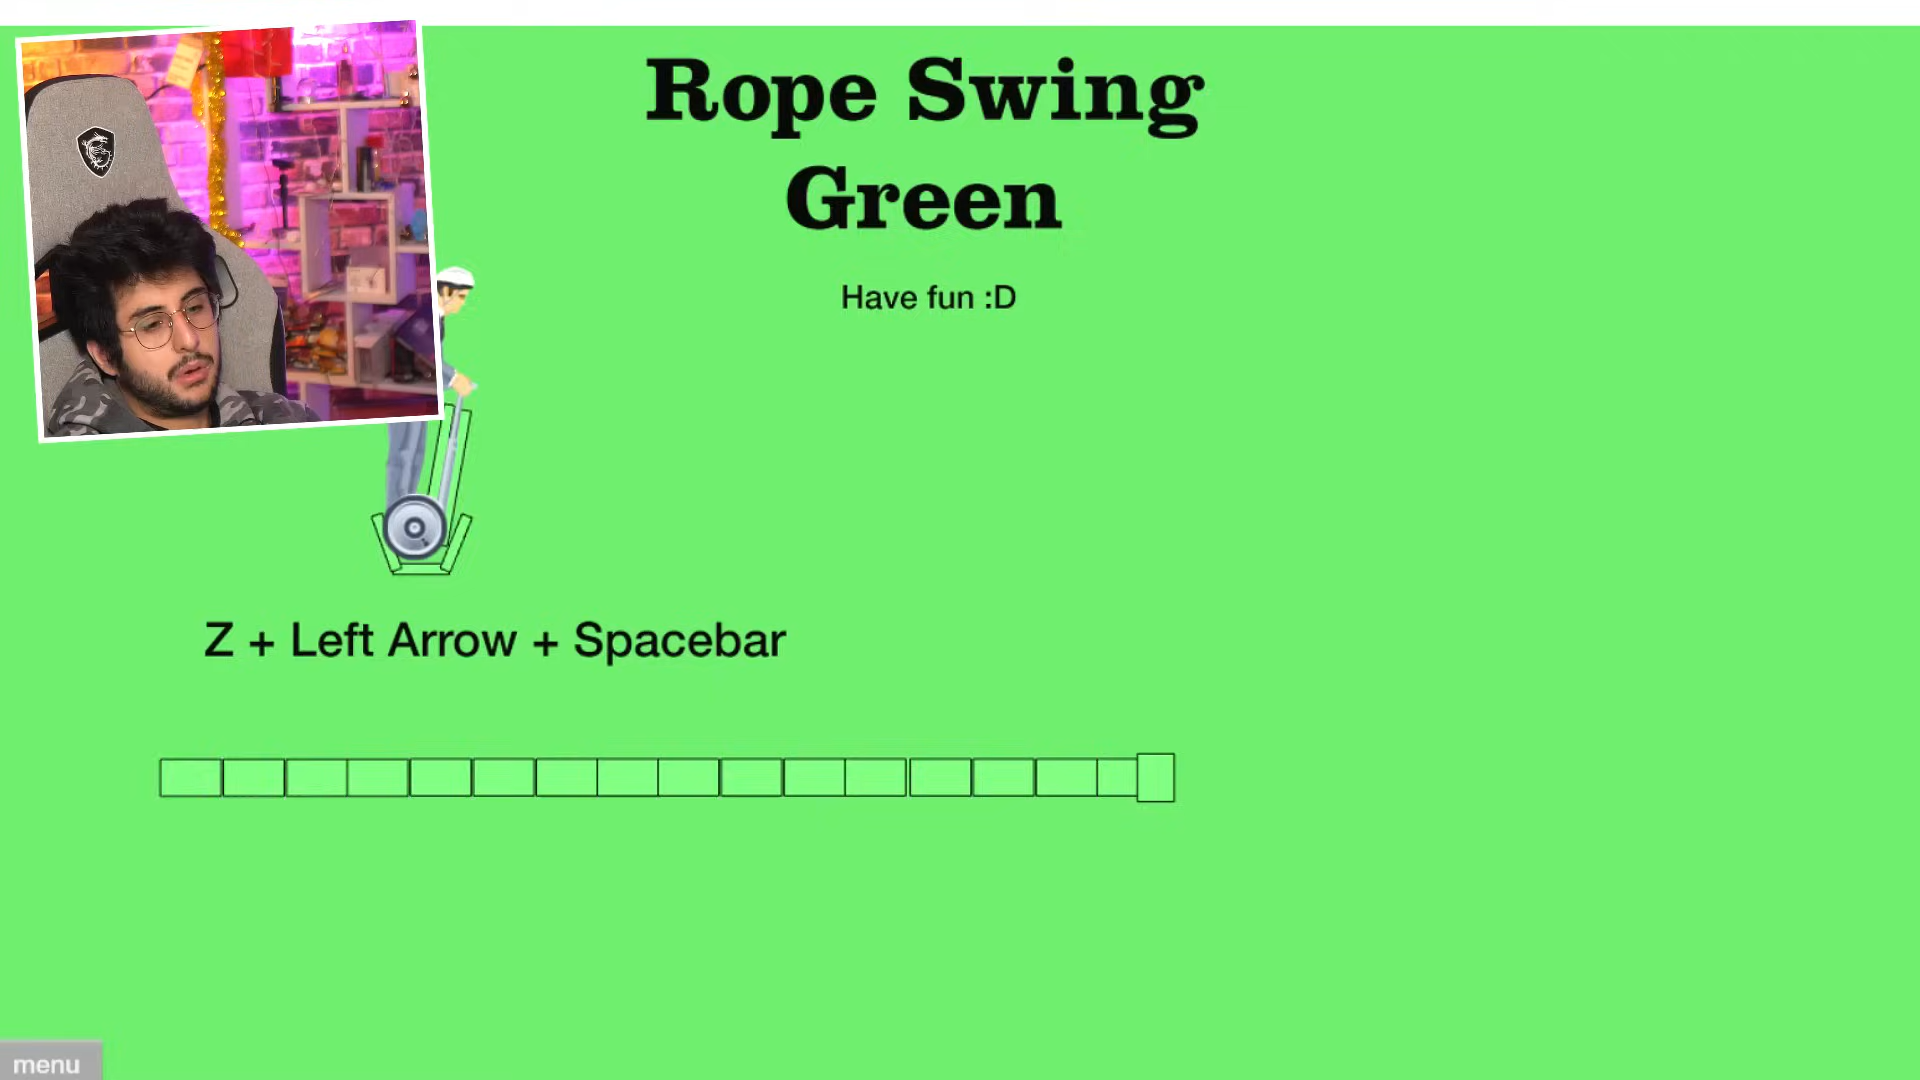 Rope Swing
Green
Have fun :D
Z + Left Arrow + Spacebar
menu